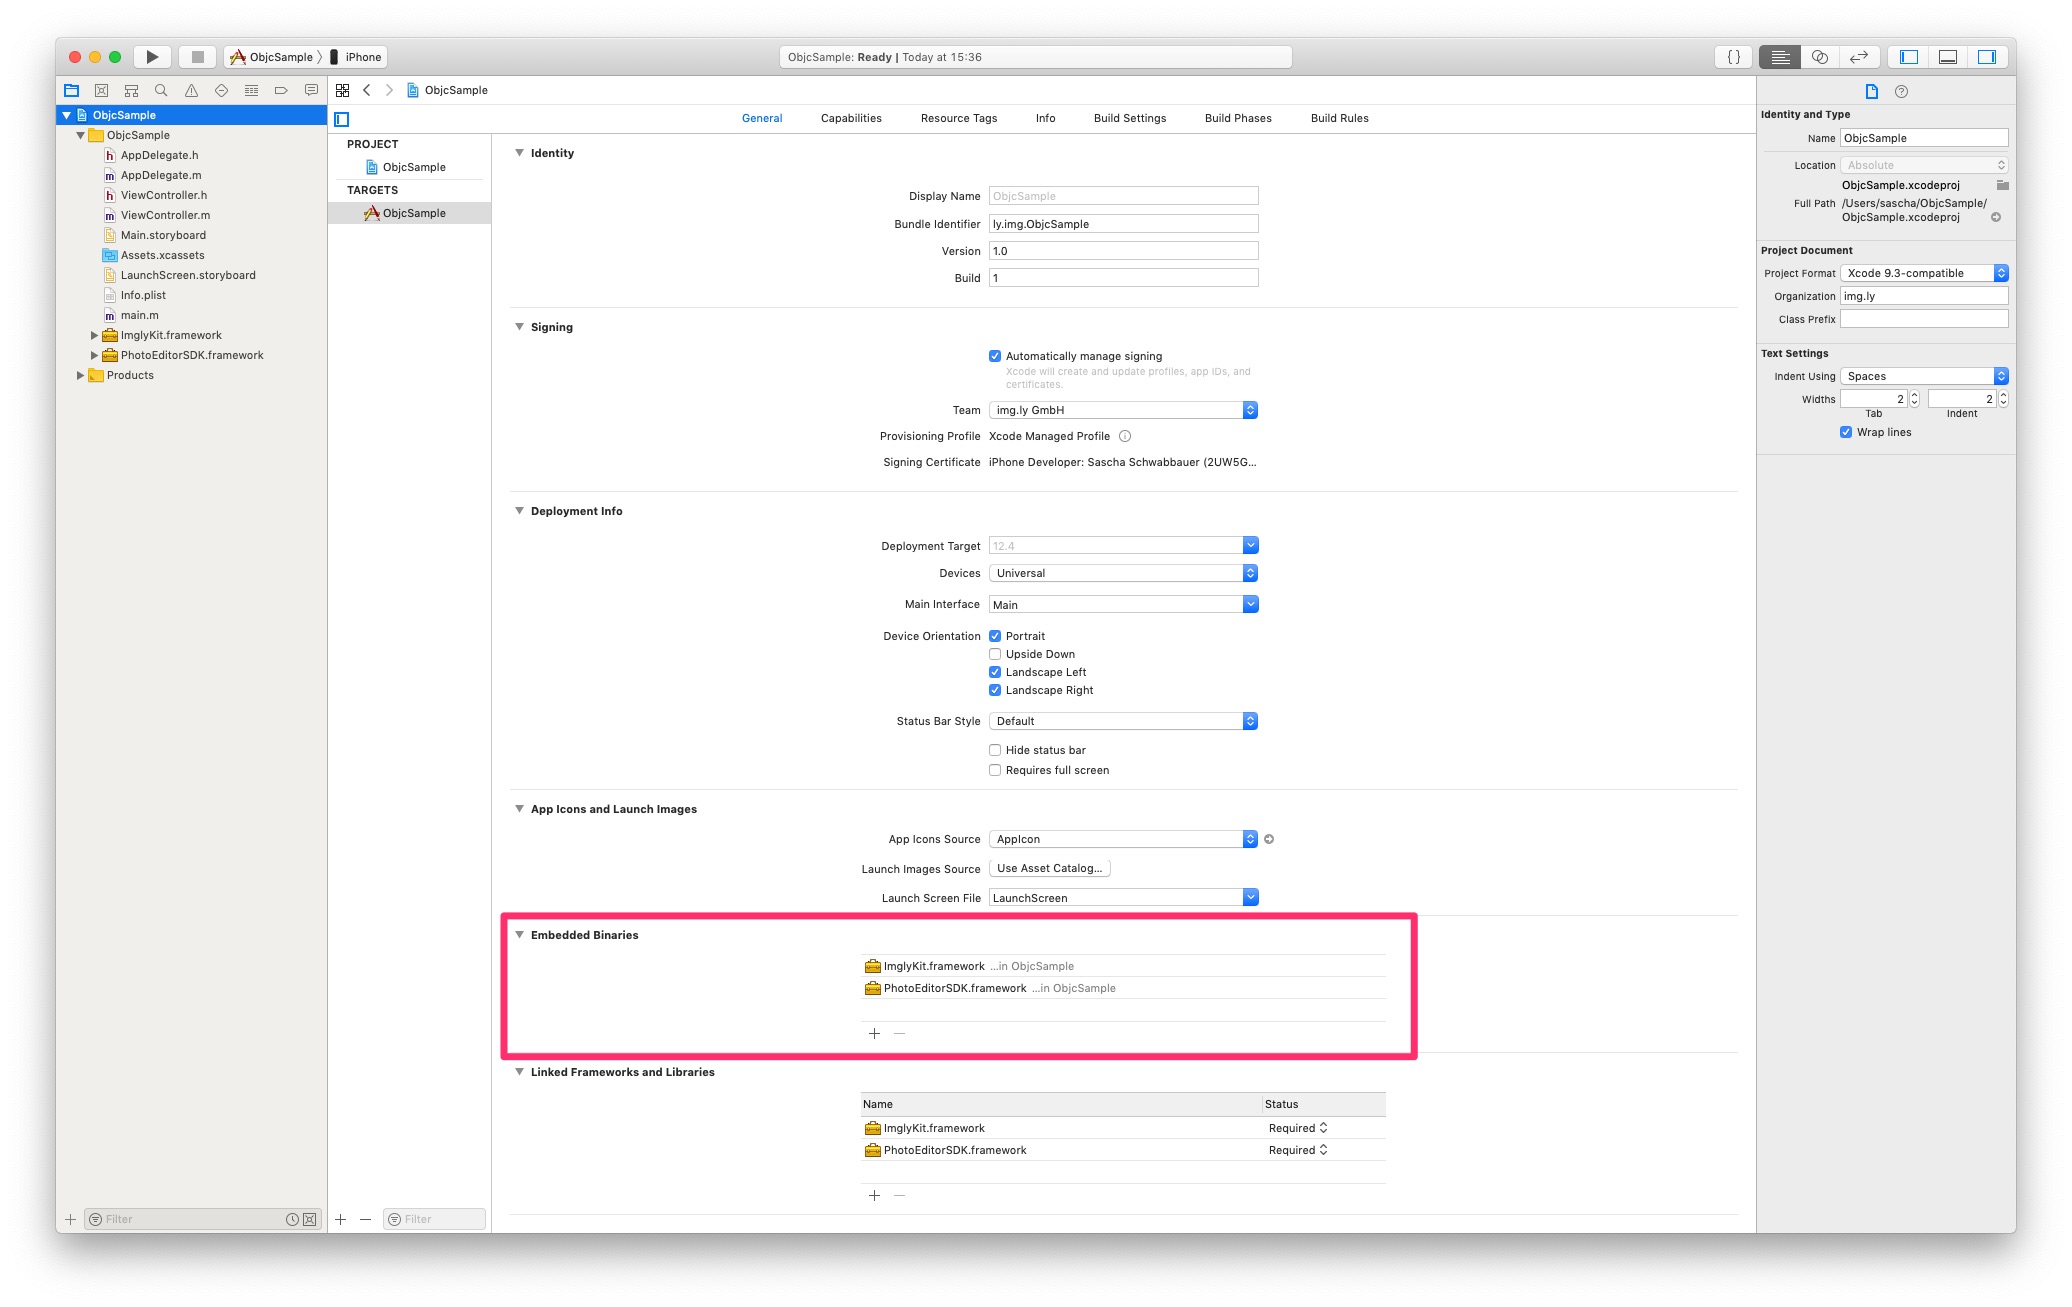 ObjcSample 〉 iPhone
ObjcSample: Ready | Today at 15:36
{ }
ObjcSample
ObjcSample
AppDelegate.h
AppDelegate.m
ViewController.h
ViewController.m
Main.storyboard
Assets.xcassets
LaunchScreen.storyboard
Info.plist
main.m
ImglyKit.framework
PhotoEditorSDK.framework
Products
Filter
ObjcSample
General Capabilities Resource Tags Info Build Settings Build Phases Build Rules
PROJECT
ObjcSample
TARGETS
ObjcSample
Filter
Identity
Display Name ObjcSample
Bundle Identifier ly.img.ObjcSample
Version 1.0
Build 1
Signing
Automatically manage signing
Xcode will create and update profiles, app IDs, and
certificates.
Team img.ly GmbH
Provisioning Profile Xcode Managed Profile
Signing Certificate iPhone Developer: Sascha Schwabbauer (2UW5G...
Deployment Info
Deployment Target 12.4
Devices Universal
Main Interface Main
Device Orientation Portrait
Upside Down
Landscape Left
Landscape Right
Status Bar Style Default
Hide status bar
Requires full screen
App Icons and Launch Images
App Icons Source AppIcon
Launch Images Source Use Asset Catalog...
Launch Screen File LaunchScreen
Embedded Binaries
ImglyKit.framework ...in ObjcSample
PhotoEditorSDK.framework ...in ObjcSample
Linked Frameworks and Libraries
Name Status
ImglyKit.framework Required
PhotoEditorSDK.framework Required
Identity and Type
Name ObjcSample
Location Absolute
ObjcSample.xcodeproj
Full Path /Users/sascha/ObjcSample/
ObjcSample.xcodeproj
Project Document
Project Format Xcode 9.3-compatible
Organization img.ly
Class Prefix
Text Settings
Indent Using Spaces
Widths 2 2
Tab Indent
Wrap lines